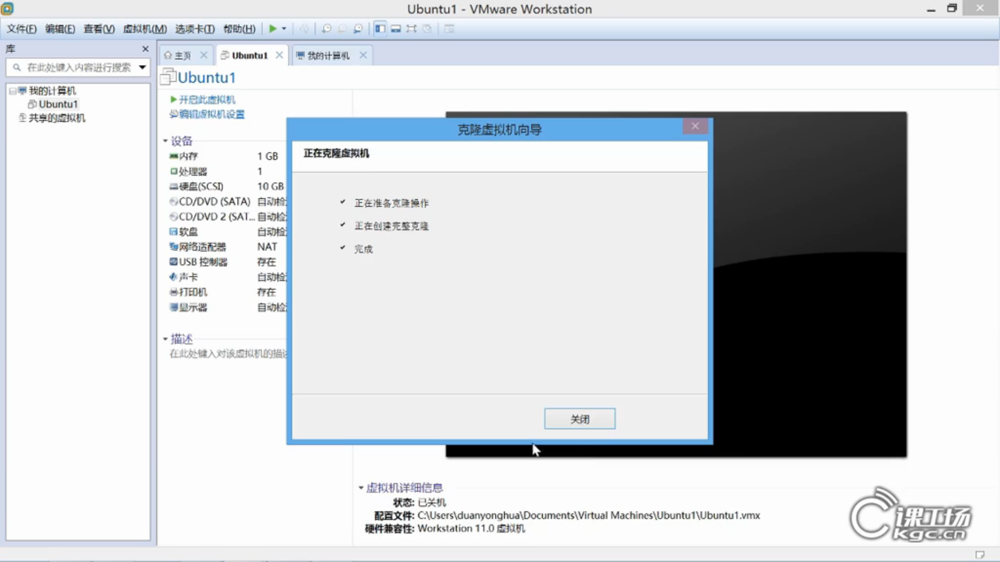 Ubuntu1 - VMware Workstation
文件(F) 编辑(E) 查看(V) 虚拟机(M) 选项卡(T) 帮助(H)
库
主页 Ubuntu1 我的计算机
在此处键入内容进行搜索
Ubuntu1
我的计算机
Ubuntu1
共享的虚拟机
开启此虚拟机
编辑虚拟机设置
设备
内存 1 GB
处理器 1
硬盘(SCSI) 10 GB
CD/DVD (SATA) 自动检
CD/DVD 2 (SAT... 自动检
软盘 自动检
网络适配器 NAT
USB 控制器 存在
声卡 自动检
打印机 存在
显示器 自动检
描述
在此处键入对该虚拟机的描
克隆虚拟机向导
正在克隆虚拟机
正在准备克隆操作
正在创建完整克隆
完成
关闭
虚拟机详细信息
状态: 已关机
配置文件: C:\Users\duanyonghua\Documents\Virtual Machines\Ubuntu1\Ubuntu1.vmx
硬件兼容性: Workstation 11.0 虚拟机
课工场
kgc.cn